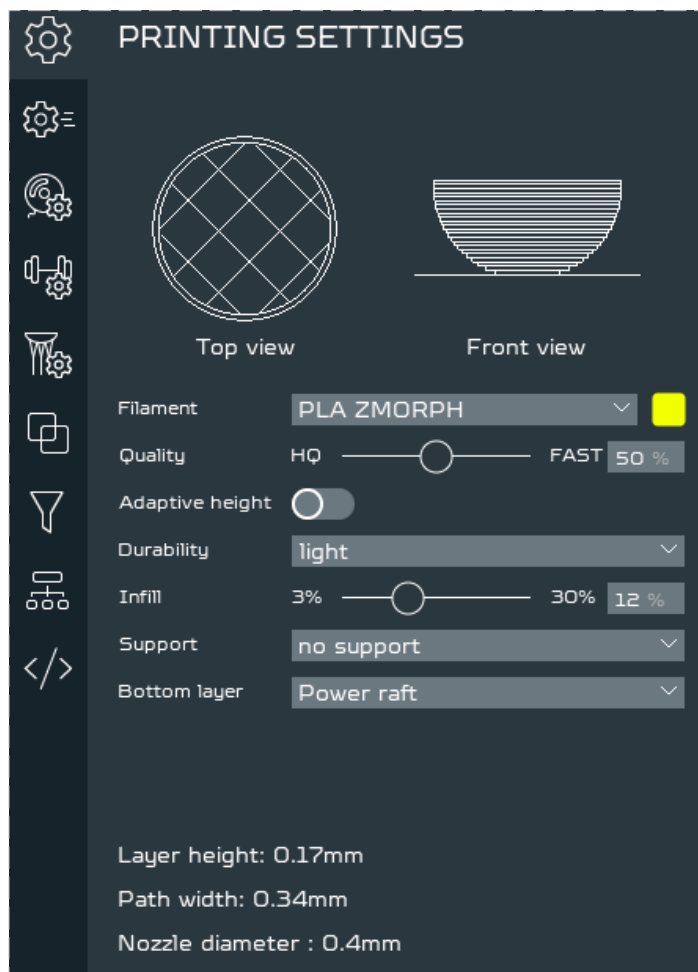 PRINTING SETTINGS
Top view Front view
Filament PLA ZMORPH
Quality HQ FAST 50 %
Adaptive height
Durability light
Infill 3% 30% 12 %
Support no support
Bottom layer Power raft
Layer height: 0.17mm
Path width: 0.34mm
Nozzle diameter : 0.4mm